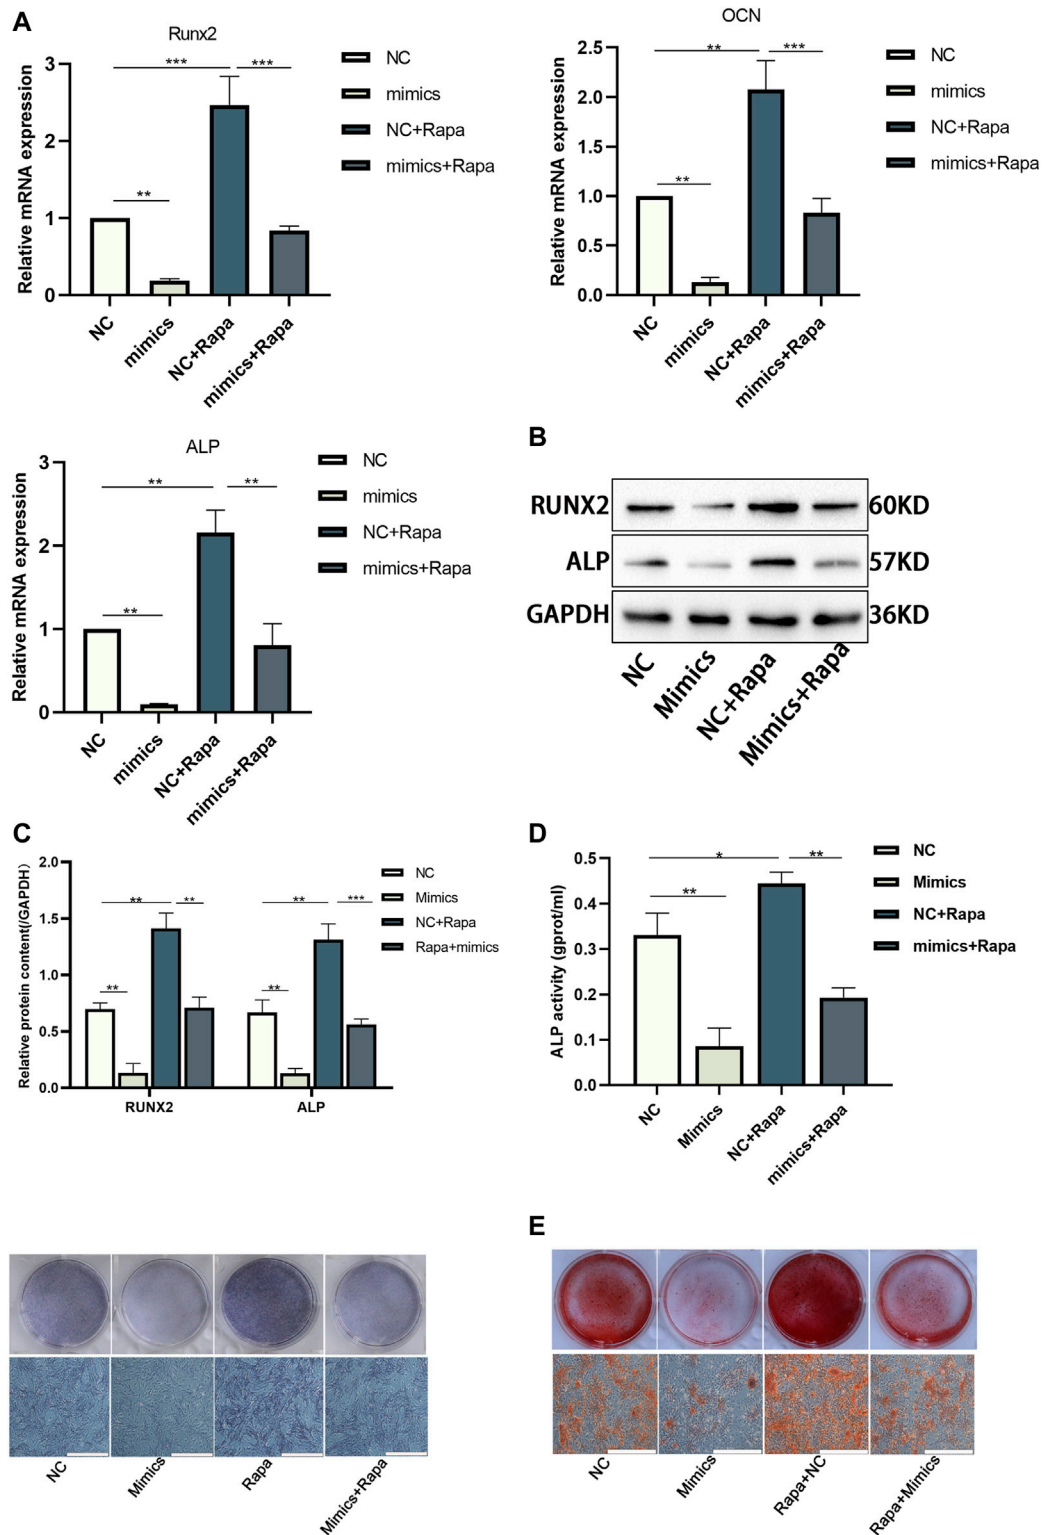 A
Runx2
Relative mRNA expression
3
2
1
0
***
***
**
NC
mimics
NC+Rapa
mimics+Rapa
NC
mimics
NC+Rapa
mimics+Rapa
OCN
Relative mRNA expression
2.5
2.0
1.5
1.0
0.5
0.0
**
***
**
NC
mimics
NC+Rapa
mimics+Rapa
NC
mimics
NC+Rapa
mimics+Rapa
ALP
Relative mRNA expression
3
2
1
0
**
**
**
NC
mimics
NC+Rapa
mimics+Rapa
NC
mimics
NC+Rapa
mimics+Rapa
B
RUNX2 60KD
ALP 57KD
GAPDH 36KD
NC
Mimics
NC+Rapa
Mimics+Rapa
C
Relative protein content(/GAPDH)
2.0
1.5
1.0
0.5
0.0
**
**
**
**
***
**
RUNX2
ALP
NC
Mimics
NC+Rapa
Rapa+mimics
D
ALP activity (gprot/ml)
0.5
0.4
0.3
0.2
0.1
0.0
*
**
**
NC
Mimics
NC+Rapa
mimics+Rapa
NC
Mimics
NC+Rapa
mimics+Rapa
NC
Mimics
Rapa
Mimics+Rapa
E
NC
Mimics
Rapa+NC
Rapa+Mimics